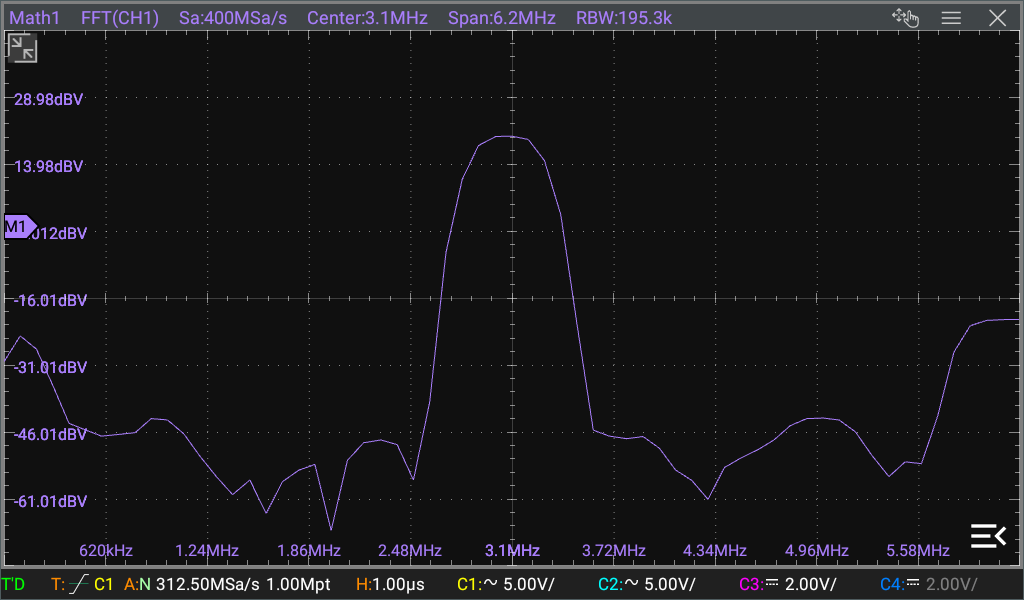 Math1 FFT(CH1) Sa:400MSa/s Center:3.1MHz Span:6.2MHz RBW:195.3k
28.98dBV
13.98dBV
M1 .012dBV
-16.01dBV
-31.01dBV
-46.01dBV
-61.01dBV
620kHz 1.24MHz 1.86MHz 2.48MHz 3.1MHz 3.72MHz 4.34MHz 4.96MHz 5.58MHz
T'D T: C1 A:N 312.50MSa/s 1.00Mpt H:1.00μs C1: 5.00V/ C2: 5.00V/ C3: 2.00V/ C4: 2.00V/